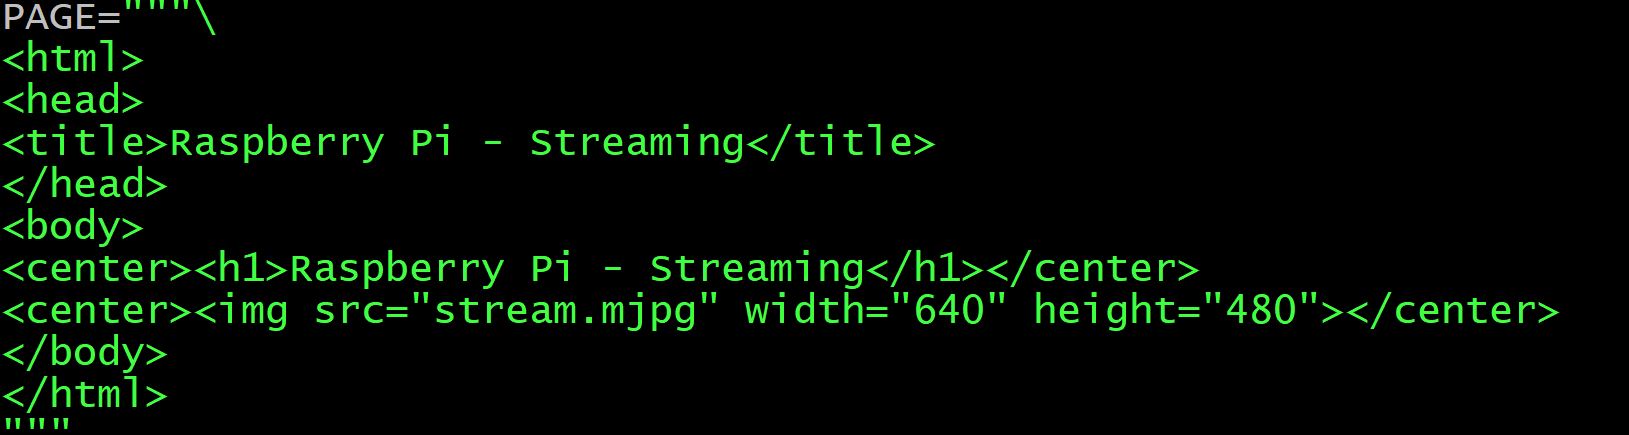 PAGE="""\
<html>
<head>
<title>Raspberry Pi - Streaming</title>
</head>
<body>
<center><h1>Raspberry Pi - Streaming</h1></center>
<center><img src="stream.mjpg" width="640" height="480"></center>
</body>
</html>
"""